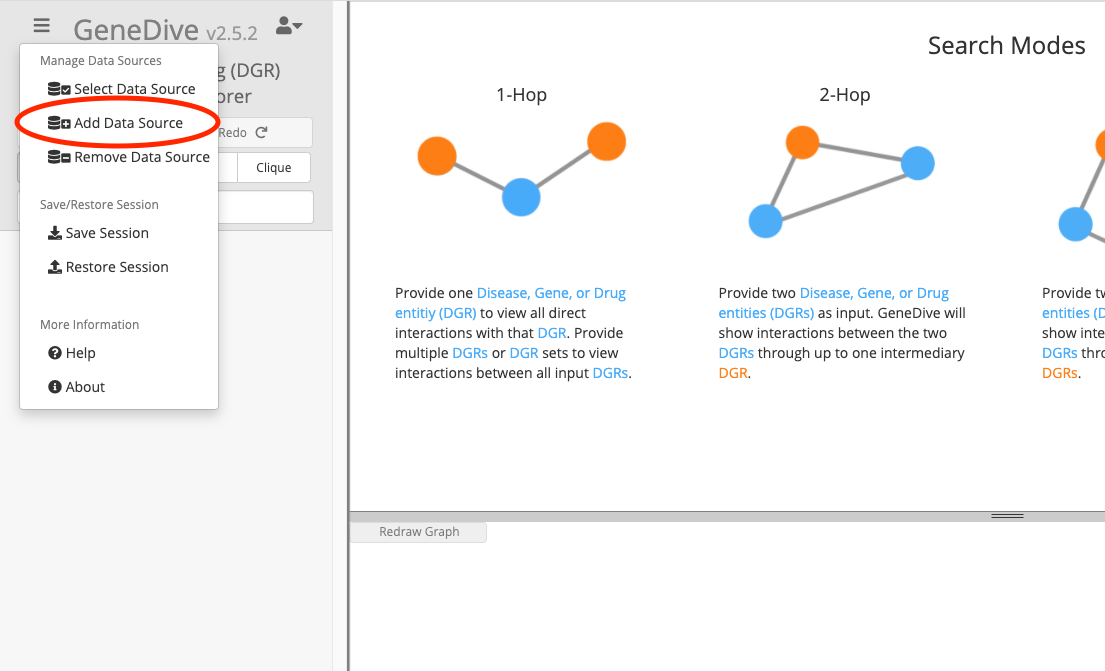 GeneDive v2.5.2
Manage Data Sources
Select Data Source
Add Data Source
Remove Data Source
Save/Restore Session
Save Session
Restore Session
More Information
Help
About
(DGR)
Redo
Clique
Search Modes
1-Hop
Provide one Disease, Gene, or Drug
entitiy (DGR) to view all direct
interactions with that DGR. Provide
multiple DGRs or DGR sets to view
interactions between all input DGRs.
2-Hop
Provide two Disease, Gene, or Drug
entities (DGRs) as input. GeneDive will
show interactions between the two
DGRs through up to one intermediary
DGR.
Provide
entities
show
DGRs
DGRs.
Redraw Graph